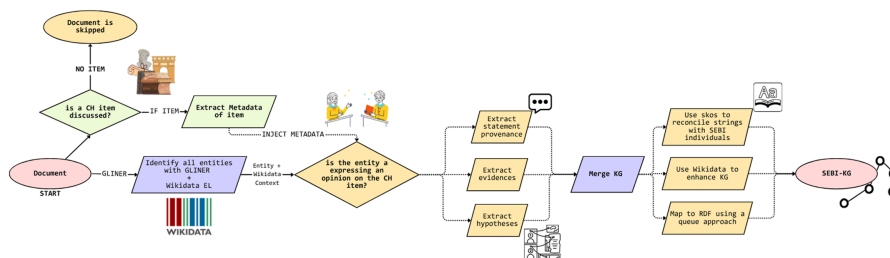 Document is
skipped
NO ITEM
is a CH item
discussed?
IF ITEM
Extract Metadata
of item
INJECT METADATA
Document
START
GLINER
Identify all entities
with GLINER
+
Wikidata EL
WIKIDATA
Entity +
Wikidata
Context
is the entity a
expressing an
opinion on the CH
item?
Extract
statement
provenance
Extract
evidences
Extract
hypotheses
Merge KG
Aa
Use skos to
reconcile strings
with SEBI
individuals
Use Wikidata to
enhance KG
Map to RDF using a
queue approach
SEBI-KG